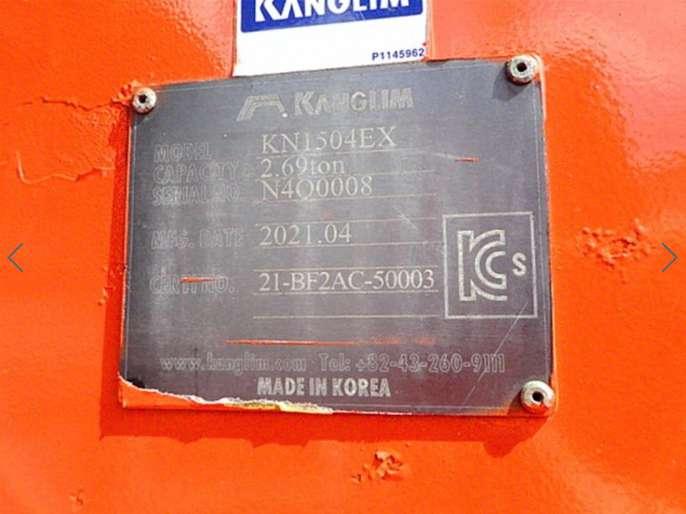 KANGLIM
P1145962
KANGLIM
MODEL KN1504EX
CAPACITY 2.69ton
SERIAL NO. N4Q0008
MFG. DATE 2021.04
CERTI NO. 21-BF2AC-50003
KCs
www.kanglim.com Tel: +82-43-260-9111
MADE IN KOREA